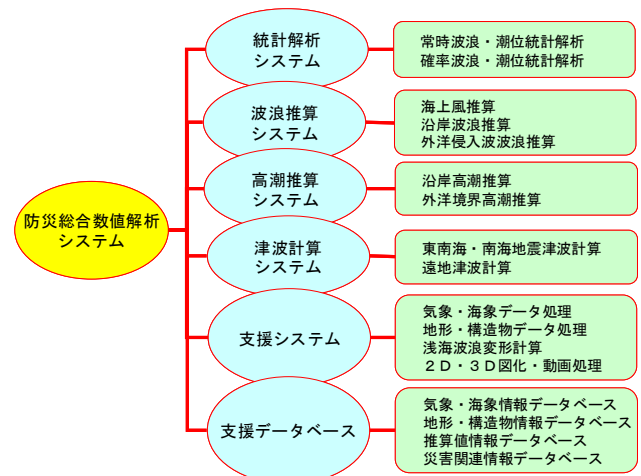 防災総合数値解析
システム
統計解析
システム
常時波浪・潮位統計解析
確率波浪・潮位統計解析
波浪推算
システム
海上風推算
沿岸波浪推算
外洋侵入波波浪推算
高潮推算
システム
沿岸高潮推算
外洋境界高潮推算
津波計算
システム
東南海・南海地震津波計算
遠地津波計算
支援システム
気象・海象データ処理
地形・構造物データ処理
浅海波浪変形計算
２Ｄ・３Ｄ図化・動画処理
支援データベース
気象・海象情報データベース
地形・構造物情報データベース
推算値情報データベース
災害関連情報データベース